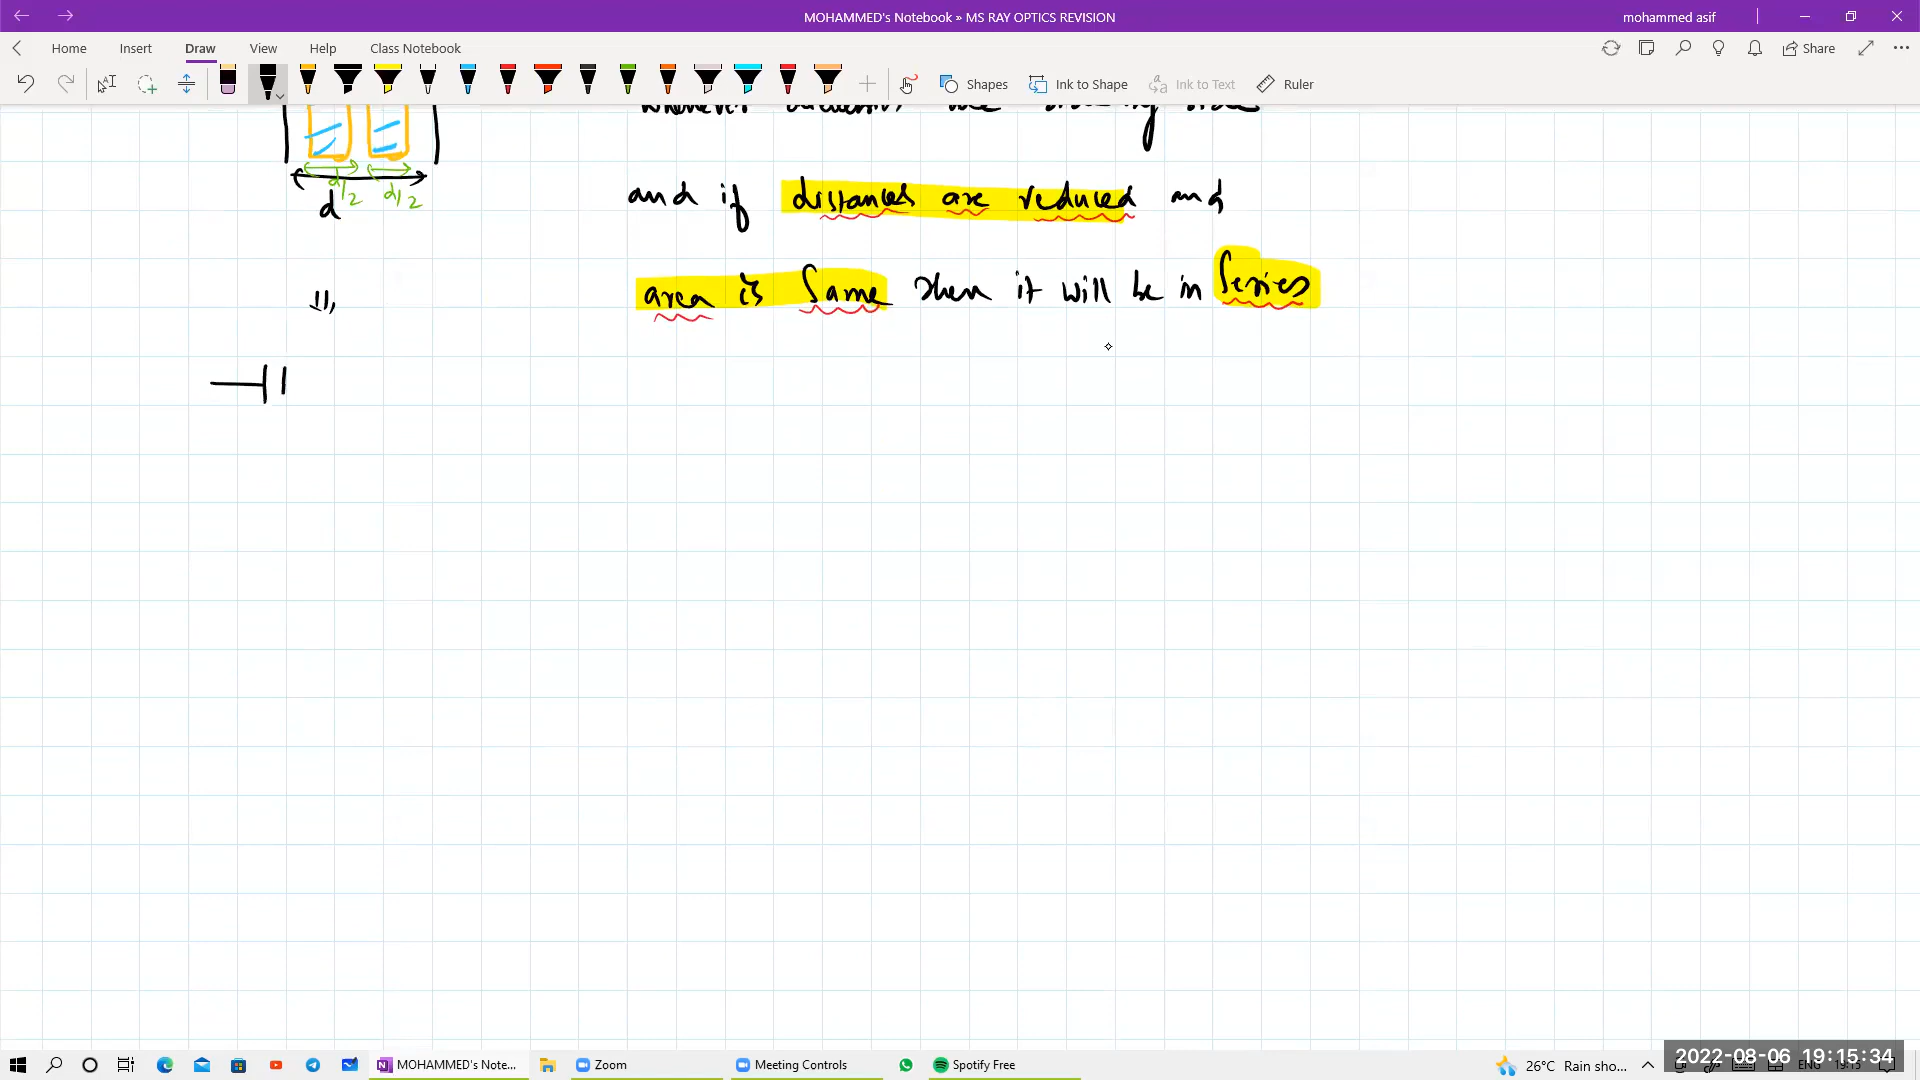 MOHAMMED's Notebook » MS RAY OPTICS REVISION
mohammed asif
Home Insert Draw View Help Class Notebook
Share
Shapes Ink to Shape Ink to Text Ruler
whenever
d/2 d/2
d
and if distances are reduced and
area is Same then it will be in Series
MOHAMMED's Note...
Zoom
Meeting Controls
Spotify Free
26°C Rain sho...
2022-08-06 19:15:34